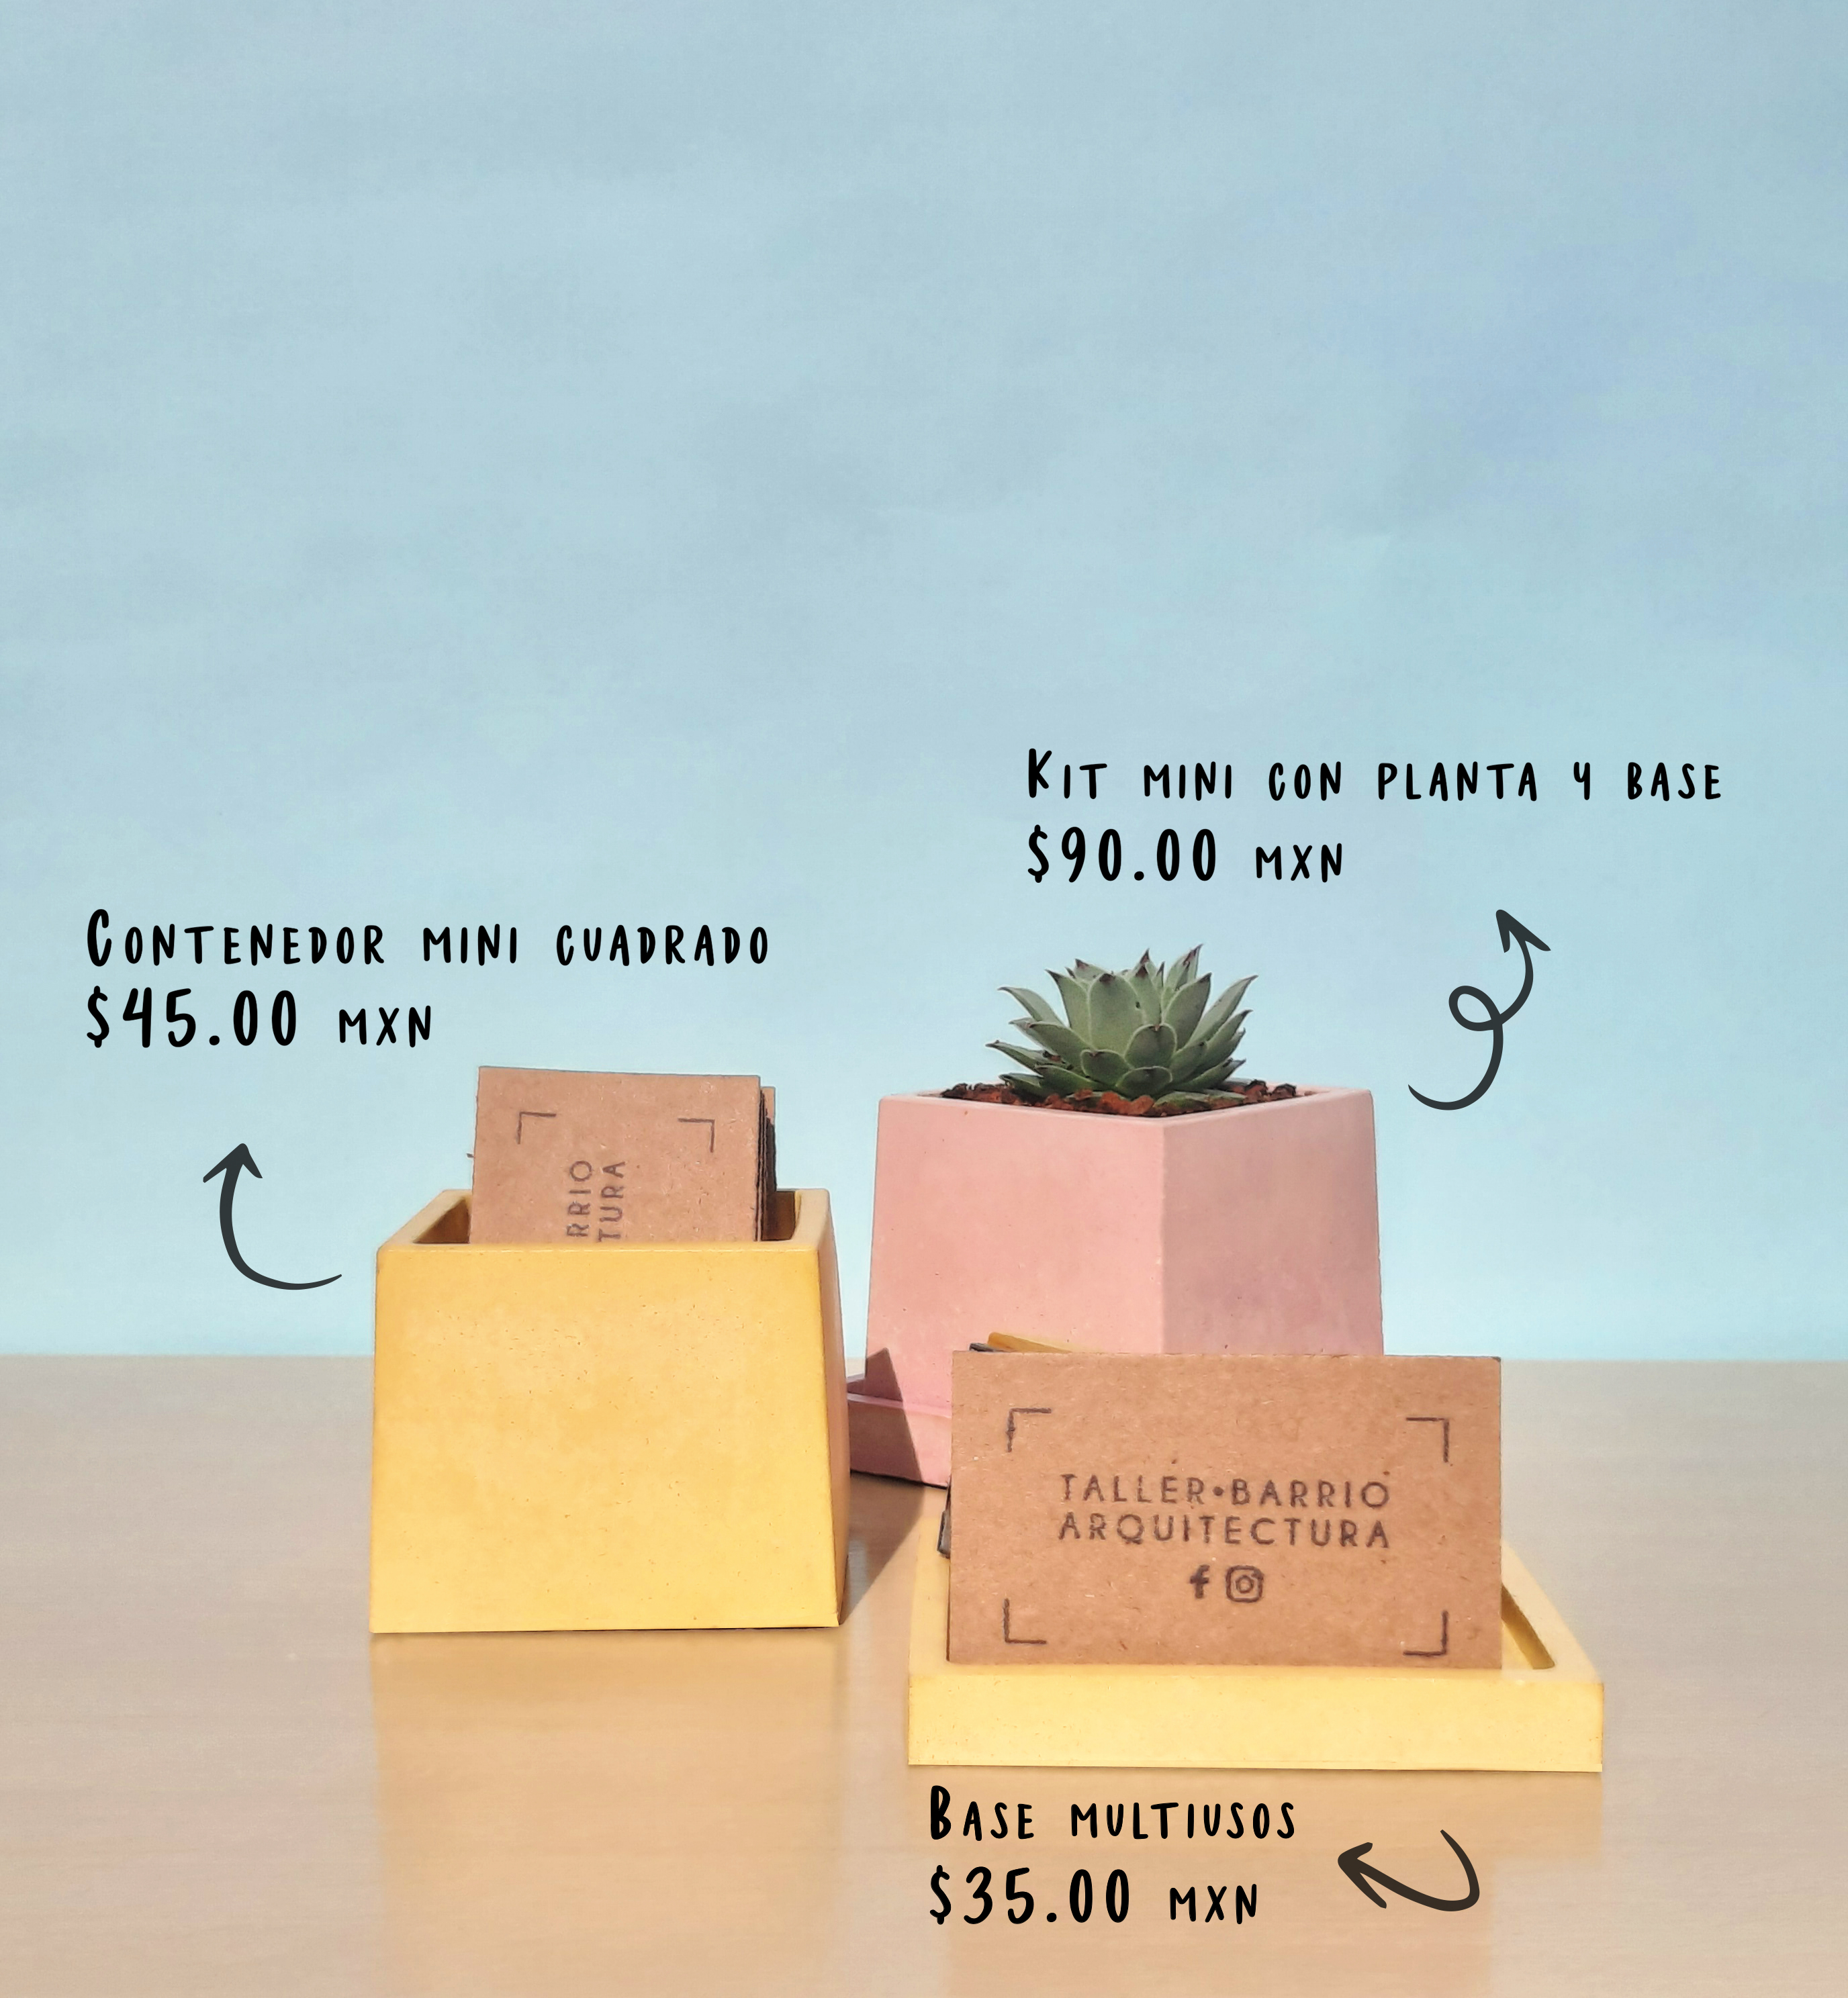 Kit mini con planta y base
$90.00 mxn
Contenedor mini cuadrado
$45.00 mxn
RRIO
TURA
TALLER•BARRIO
ARQUITECTURA
Base multiusos
$35.00 mxn